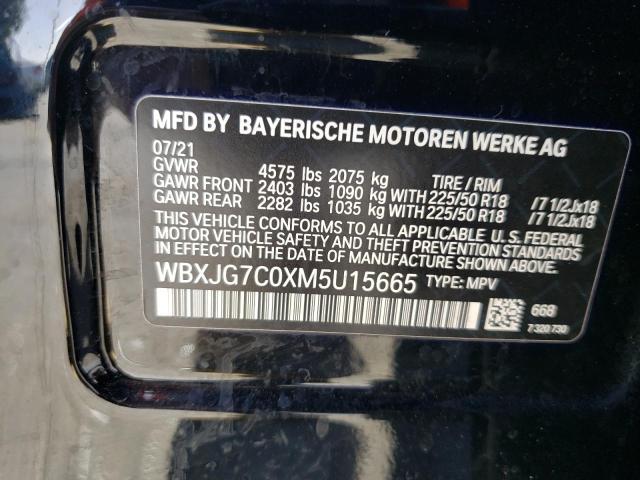 MFD BY BAYERISCHE MOTOREN WERKE AG
07/21
GVWR 4575 lbs 2075 kg TIRE / RIM
GAWR FRONT 2403 lbs 1090 kg WITH 225/50 R18 /7 1/2Jx18
GAWR REAR 2282 lbs 1035 kg WITH 225/50 R18 /7 1/2Jx18
THIS VEHICLE CONFORMS TO ALL APPLICABLE U. S. FEDERAL
MOTOR VEHICLE SAFETY AND THEFT PREVENTION STANDARDS
IN EFFECT ON THE DATE OF MANUFACTURE SHOWN ABOVE.
WBXJG7C0XM5U15665 TYPE: MPV
668
7 320 730